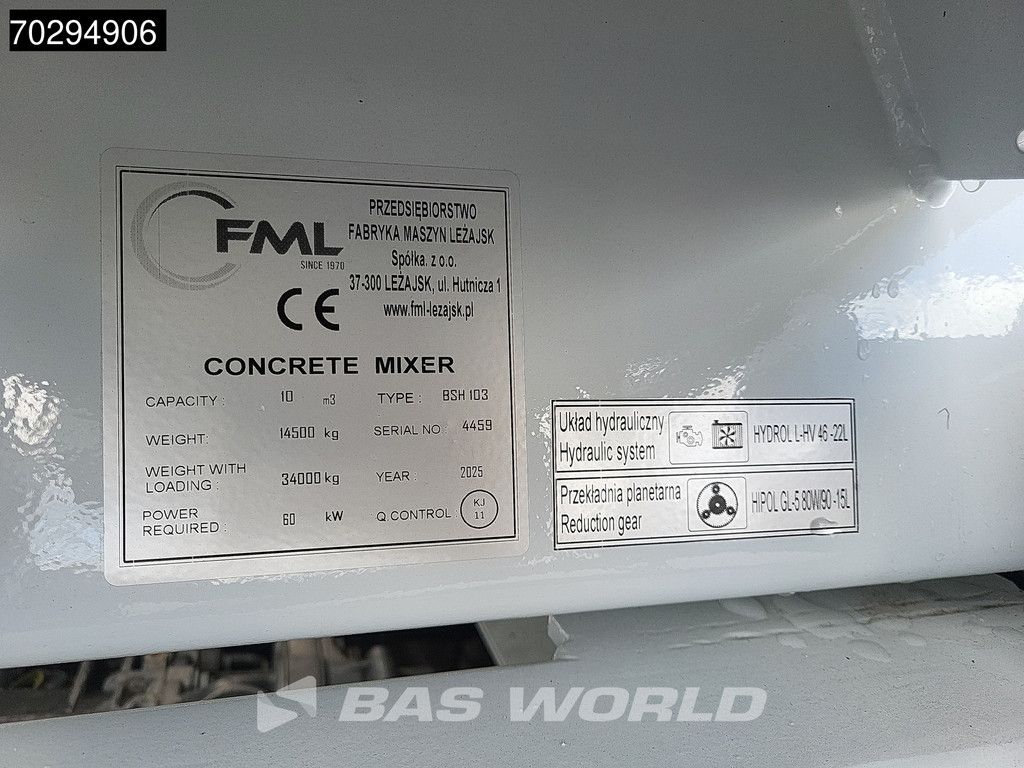 70294906
FML
SINCE 1970
PRZEDSIĘBIORSTWO
FABRYKA MASZYN LEŻAJSK
Spółka. z o.o.
37-300 LEŻAJSK, ul. Hutnicza 1
www.fml-lezajsk.pl
CE
CONCRETE MIXER
CAPACITY : 10 m3 TYPE : BSH 103
WEIGHT: 14500 kg SERIAL NO : 4459
WEIGHT WITH
LOADING : 34000 kg YEAR : 2025
POWER
REQUIRED : 60 kW Q.CONTROL : KJ
11
Układ hydrauliczny
Hydraulic system
HYDROL L-HV 46 -22L
Przekładnia planetarna
Reduction gear
HIPOL GL-5 80W/90 -15L
BAS WORLD